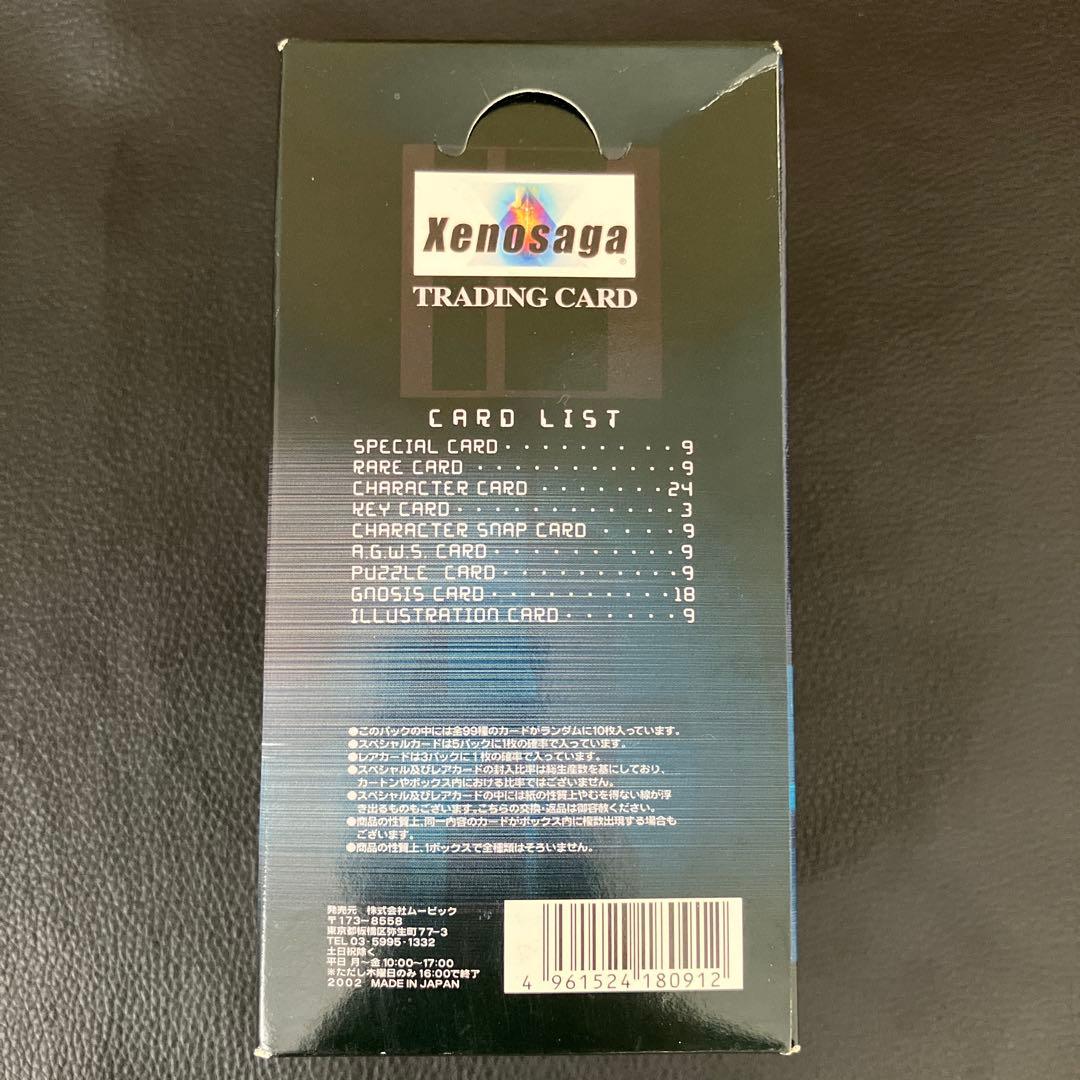 Xenosaga®
TRADING CARD
CARD LIST
SPECIAL CARD · · · · · · · · · 9
RARE CARD · · · · · · · · · · · 9
CHARACTER CARD · · · · · · · 24
KEY CARD · · · · · · · · · · · · 3
CHARACTER SNAP CARD · · · · 9
A.G.W.S. CARD · · · · · · · · · · 9
PUZZLE CARD · · · · · · · · · · 9
GNOSIS CARD · · · · · · · · · · 18
ILLUSTRATION CARD · · · · · · 9
●このパックの中には全99種のカードがランダムに10枚入っています。
●スペシャルカードは5パックに1枚の確率で入っています。
●レアカードは3パックに1枚の確率で入っています。
●スペシャル及びレアカードの封入比率は総生産数を基にしており、
カートンやボックス内における比率ではございません。
●スペシャル及びレアカードの中には紙の性質上やむを得ない線が浮
き出るものもございます。こちらの交換・返品は御容赦ください。
●商品の性質上、同一内容のカードがボックス内に複数出現する場合も
ございます。
●商品の性質上、1ボックスで全種類はそろいません。
発売元 株式会社ムービック
〒173-8558
東京都板橋区弥生町77-3
TEL 03-5995-1332
土日祝除く
平日 月～金 10:00～17:00
※ただし木曜日のみ16:00で終了
2002 MADE IN JAPAN
4 961524 180912